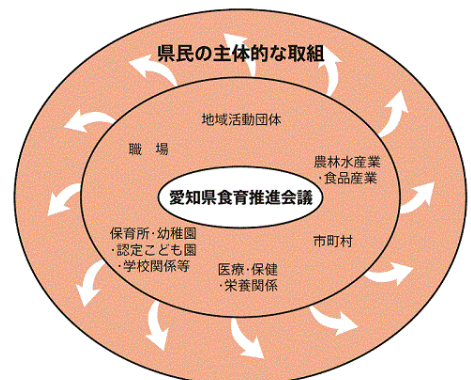 県民の主体的な取組
地域活動団体
職　場
農林水産業
・食品産業
愛知県食育推進会議
保育所・幼稚園
・認定こども園
・学校関係等
市町村
医療・保健
・栄養関係